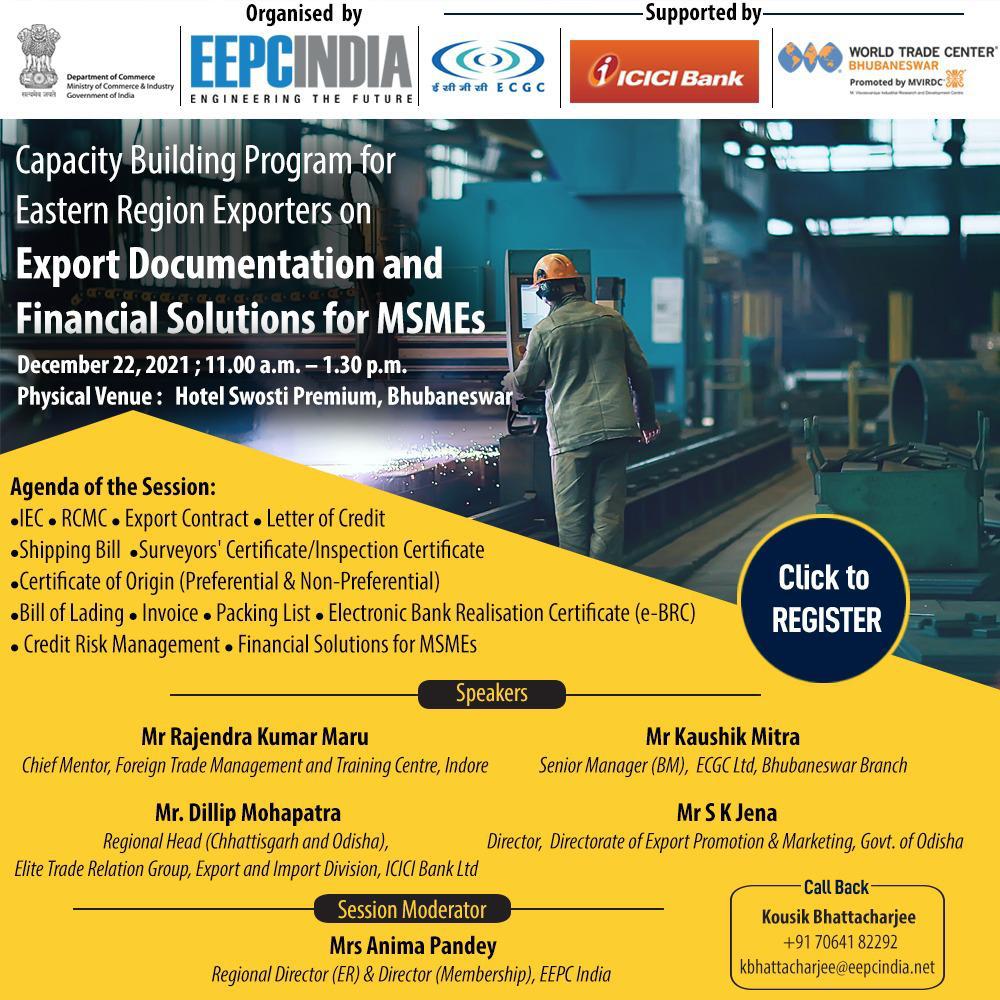 Organised by
Supported by
सत्यमेव जयते
Department of Commerce
Ministry of Commerce & Industry
Government of India
EEPCINDIA
ENGINEERING THE FUTURE
ई सी जी सी ECGC
ICICI Bank
WORLD TRADE CENTER®
BHUBANESWAR
Promoted by MVIRDC
M. Visvesvaraya Industrial Research and Development Centre
Capacity Building Program for
Eastern Region Exporters on
Export Documentation and
Financial Solutions for MSMEs
December 22, 2021 ; 11.00 a.m. – 1.30 p.m.
Physical Venue : Hotel Swosti Premium, Bhubaneswar
Agenda of the Session:
•IEC • RCMC • Export Contract • Letter of Credit
•Shipping Bill •Surveyors' Certificate/Inspection Certificate
•Certificate of Origin (Preferential & Non-Preferential)
•Bill of Lading • Invoice • Packing List • Electronic Bank Realisation Certificate (e-BRC)
• Credit Risk Management • Financial Solutions for MSMEs
Click to
REGISTER
Speakers
Mr Rajendra Kumar Maru
Chief Mentor, Foreign Trade Management and Training Centre, Indore
Mr Kaushik Mitra
Senior Manager (BM), ECGC Ltd, Bhubaneswar Branch
Mr. Dillip Mohapatra
Regional Head (Chhattisgarh and Odisha),
Elite Trade Relation Group, Export and Import Division, ICICI Bank Ltd
Mr S K Jena
Director, Directorate of Export Promotion & Marketing, Govt. of Odisha
Session Moderator
Mrs Anima Pandey
Regional Director (ER) & Director (Membership), EEPC India
Call Back
Kousik Bhattacharjee
+91 70641 82292
kbhattacharjee@eepcindia.net